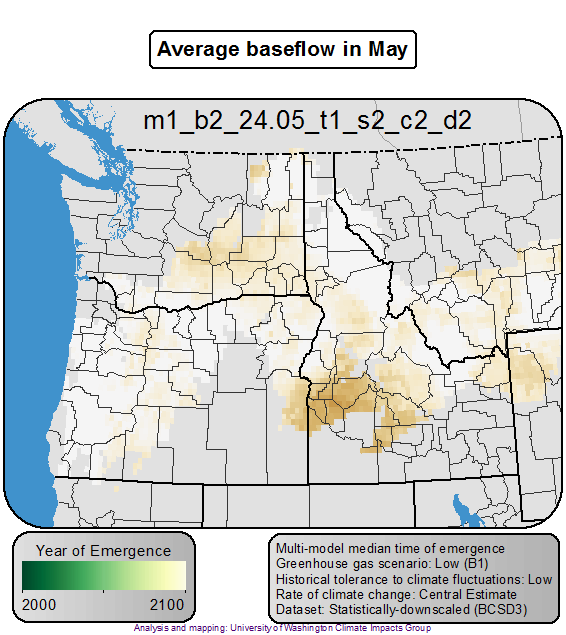 Average baseflow in May
m1_b2_24.05_t1_s2_c2_d2
Year of Emergence
2000 2100
Multi-model median time of emergence
Greenhouse gas scenario: Low (B1)
Historical tolerance to climate fluctuations: Low
Rate of climate change: Central Estimate
Dataset: Statistically-downscaled (BCSD3)
Analysis and mapping: University of Washington Climate Impacts Group